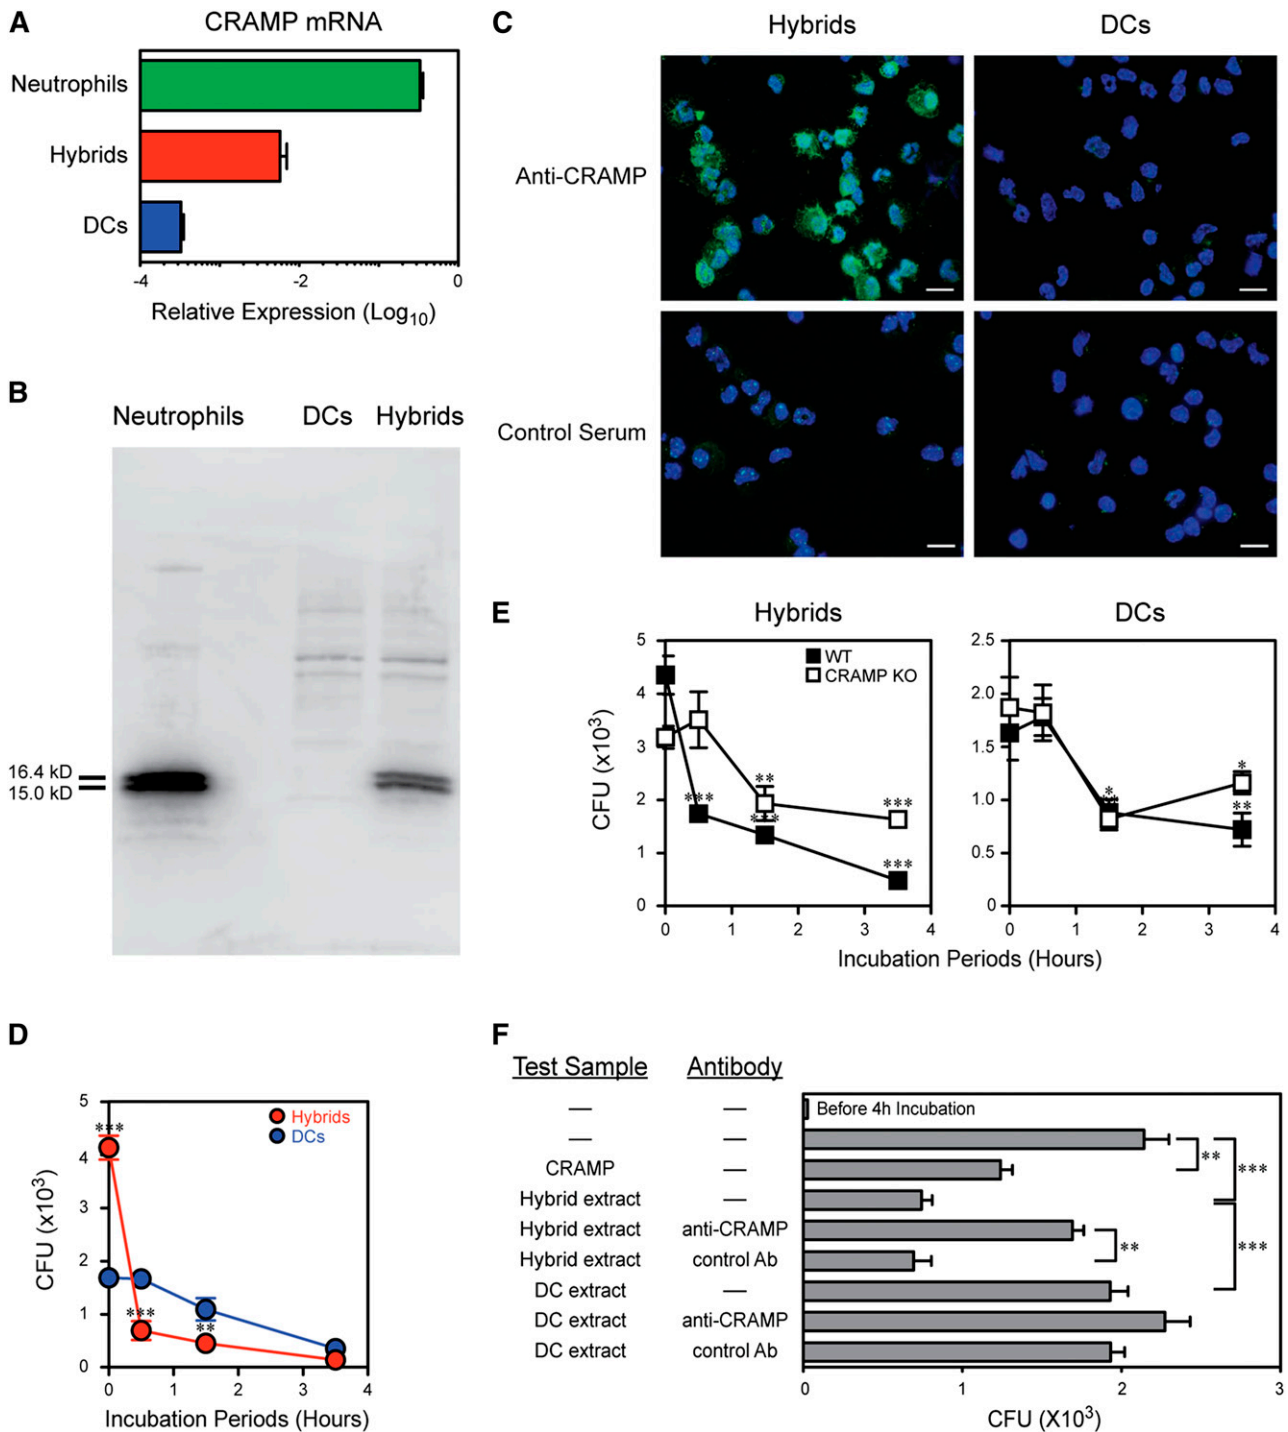 A
CRAMP mRNA
Neutrophils
Hybrids
DCs
-4
-2
0
Relative Expression (Log10)
B
Neutrophils
DCs
Hybrids
16.4 kD
15.0 kD
C
Hybrids
DCs
Anti-CRAMP
Control Serum
D
CFU (x10³)
5
4
3
2
1
0
Hybrids
DCs
***
***
**
0
1
2
3
4
Incubation Periods (Hours)
E
Hybrids
DCs
CFU (x10³)
5
4
3
2
1
0
WT
CRAMP KO
***
**
***
***
***
0
1
2
3
4
2.5
2.0
1.5
1.0
0.5
0
*
**
*
**
0
1
2
3
4
Incubation Periods (Hours)
F
Test Sample Antibody
— — Before 4h Incubation
— —
CRAMP —
Hybrid extract —
Hybrid extract anti-CRAMP
Hybrid extract control Ab
DC extract —
DC extract anti-CRAMP
DC extract control Ab
**
***
**
***
0
1
2
3
CFU (X10³)